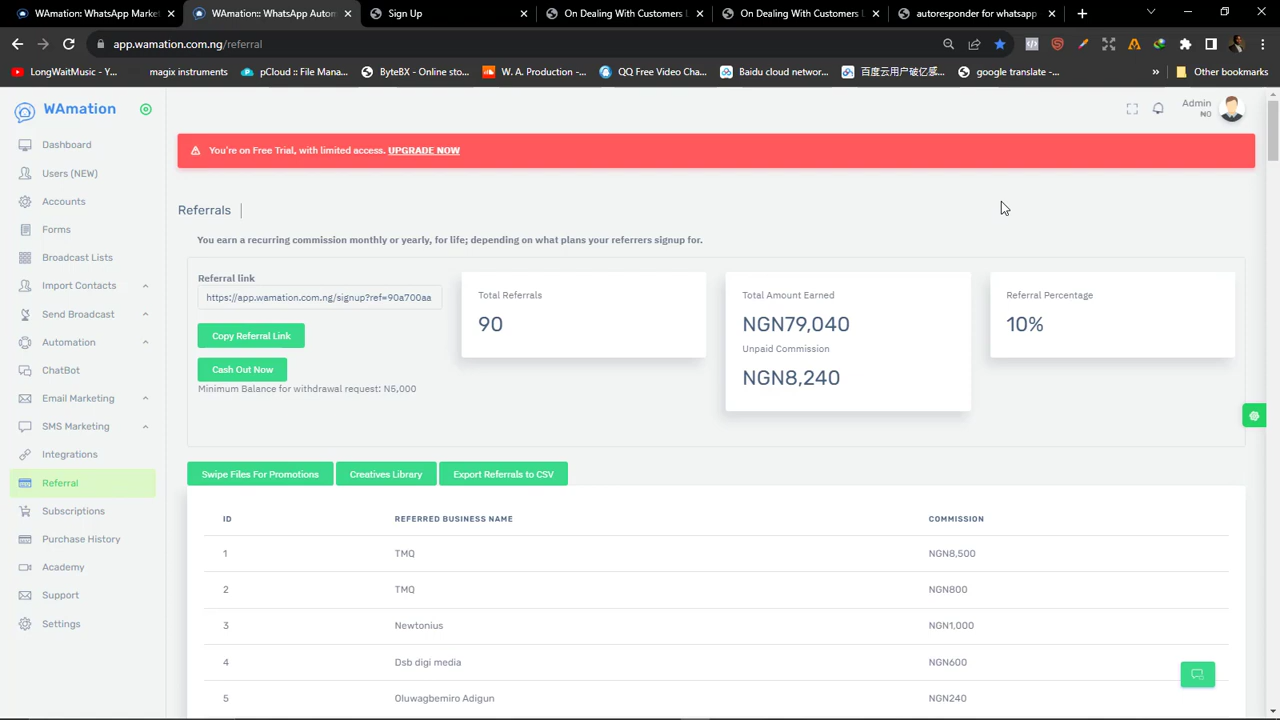 WAmation:: WhatsApp Market
WAmation:: WhatsApp Autom
Sign Up
On Dealing With Customers L
On Dealing With Customers L
autoresponder for whatsapp
app.wamation.com.ng/referral
LongWaitMusic - Y...
magix instruments
pCloud :: File Mana...
ByteBX - Online sto...
W. A. Production -...
QQ Free Video Cha...
Baidu cloud networ...
百度云用户破亿感...
google translate -...
»
Other bookmarks
WAmation
Admin
NG
Dashboard
Users (NEW)
Accounts
Forms
Broadcast Lists
Import Contacts
Send Broadcast
Automation
ChatBot
Email Marketing
SMS Marketing
Integrations
Referral
Subscriptions
Purchase History
Academy
Support
Settings
You're on Free Trial, with limited access. UPGRADE NOW
Referrals
You earn a recurring commission monthly or yearly, for life; depending on what plans your referrers signup for.
Referral link
https://app.wamation.com.ng/signup?ref=90a700aa
Copy Referral Link
Cash Out Now
Minimum Balance for withdrawal request: N5,000
Total Referrals
90
Total Amount Earned
NGN79,040
Unpaid Commission
NGN8,240
Referral Percentage
10%
Swipe Files For Promotions
Creatives Library
Export Referrals to CSV
ID REFERRED BUSINESS NAME COMMISSION
1 TMQ NGN8,500
2 TMQ NGN800
3 Newtonius NGN1,000
4 Dsb digi media NGN600
5 Oluwagbemiro Adigun NGN240